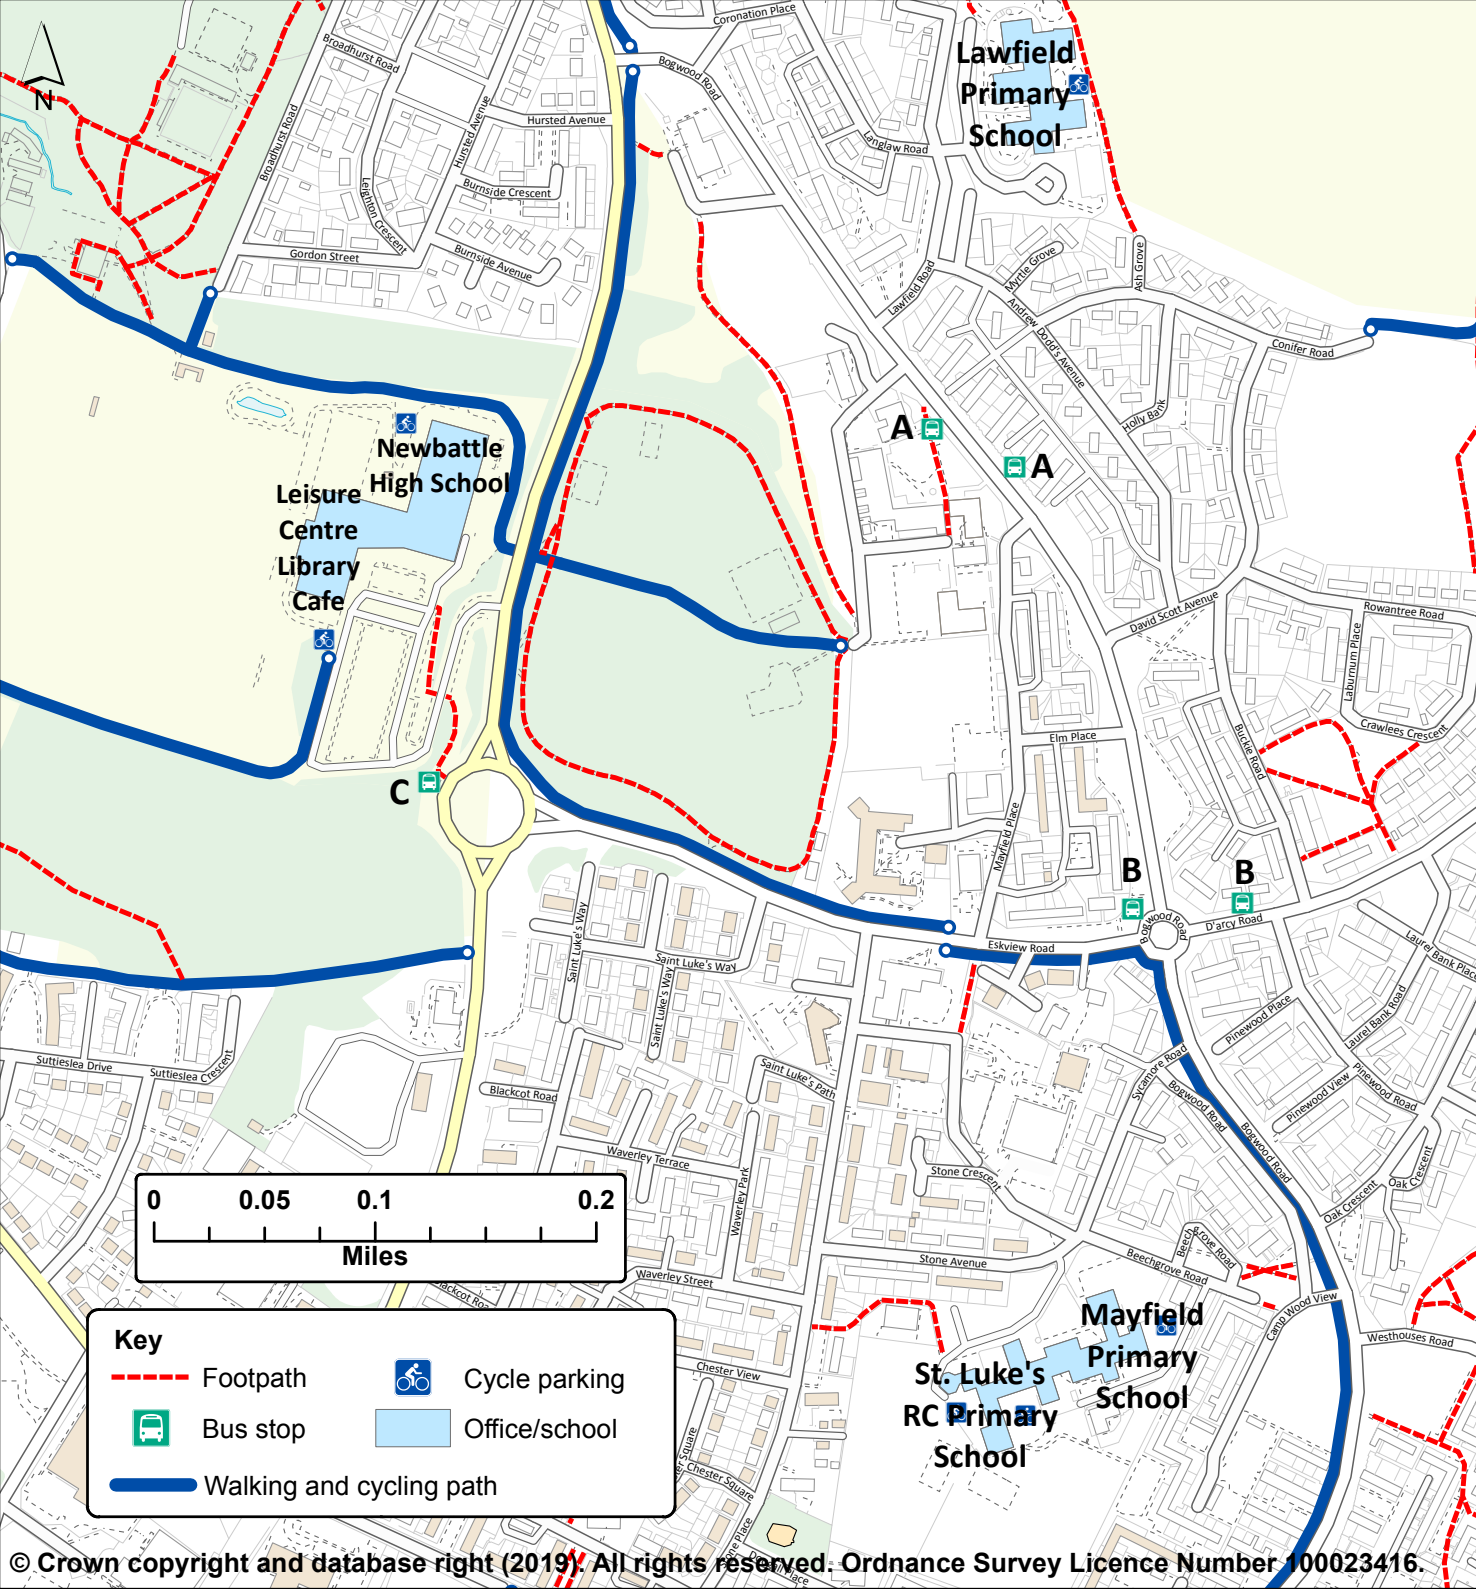 Coronation Place
Lawfield
Primary
School
Broadhurst Road
Bogwood Road
N
Hursted Avenue
Hursted Avenue
Broadhurst Road
Langlaw Road
Leighton Crescent
Burnside Crescent
Gordon Street
Burnside Avenue
Lawfield Road
Myrtle Grove
Ash Grove
Andrew Dodd's Avenue
Conifer Road
Holly Bank
A
A
Newbattle
High School
Leisure
Centre
Library
Cafe
David Scott Avenue
Rowantree Road
Laburnum Place
Crawlees Crescent
Buckie Road
Elm Place
C
Mayfield Place
B
B
Bogwood Road
D'arcy Road
Eskview Road
Saint Luke's Way
Saint Luke's Way
Saint Luke's Way
Laurel Bank Place
Laurel Bank Road
Pinewood Place
Pinewood Road
Pinewood View
Suttieslea Drive
Suttieslea Crescent
Blackcot Road
Saint Luke's Path
Sycamore Road
Bogwood Road
Bogwood Road
Waverley Terrace
Waverley Park
Stone Crescent
Oak Crescent
Oak Crescent
0 0.05 0.1 0.2
Miles
Stone Avenue
Beechgrove Road
Beechgrove Road
Waverley Street
Blackcot Road
Camp Wood View
Westhouses Road
Mayfield
Primary
School
St. Luke's
RC Primary
School
Chester View
Chester Square
Key
Footpath
Cycle parking
Bus stop
Office/school
Walking and cycling path
© Crown copyright and database right (2019). All rights reserved. Ordnance Survey Licence Number 100023416.